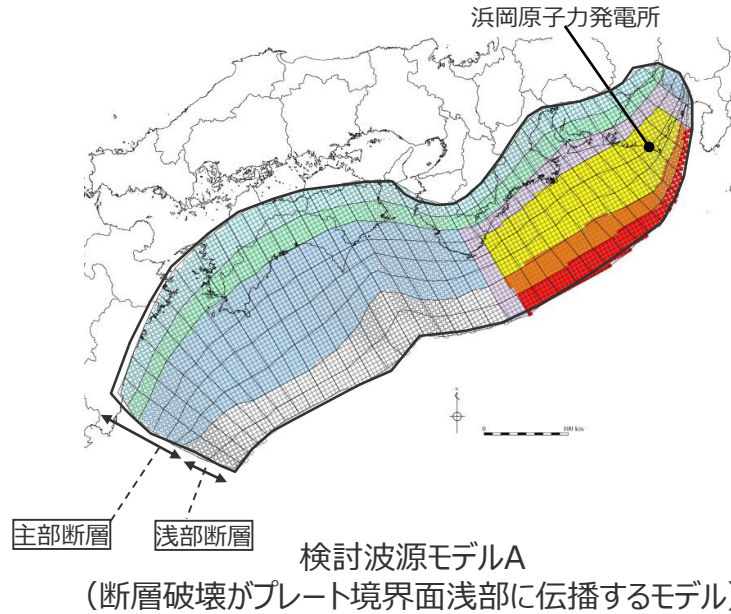 浜岡原子力発電所
0 100 km
主部断層
浅部断層
検討波源モデルA
（断層破壊がプレート境界面浅部に伝播するモデル）